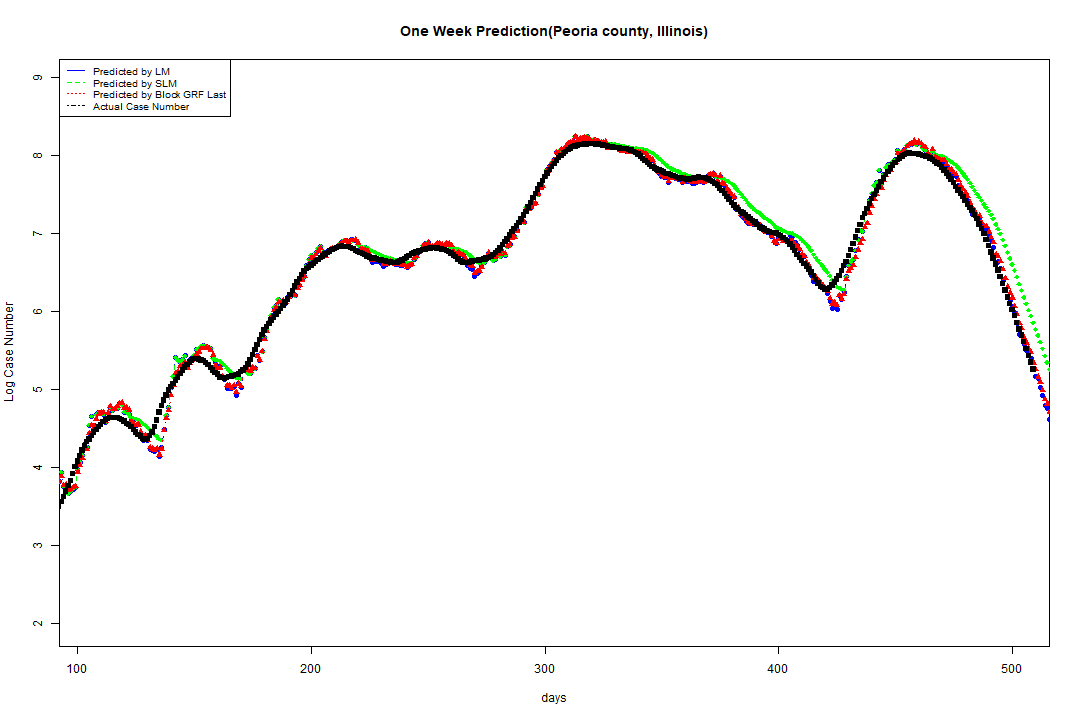 One Week Prediction(Peoria county, Illinois)
Predicted by LM
Predicted by SLM
Predicted by Block GRF Last
Actual Case Number
9
8
7
6
5
4
3
2
Log Case Number
100 200 300 400 500
days